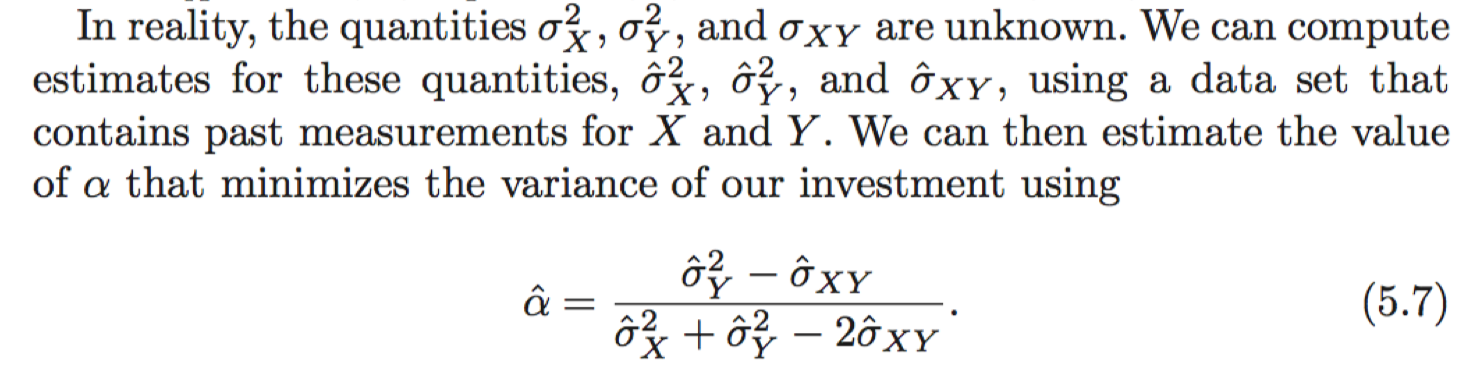 In reality, the quantities σ²_X, σ²_Y, and σ_XY are unknown. We can compute
estimates for these quantities, σ̂²_X, σ̂²_Y, and σ̂_XY, using a data set that
contains past measurements for X and Y. We can then estimate the value
of α that minimizes the variance of our investment using
α̂ = (σ̂²_Y − σ̂_XY) / (σ̂²_X + σ̂²_Y − 2σ̂_XY). (5.7)